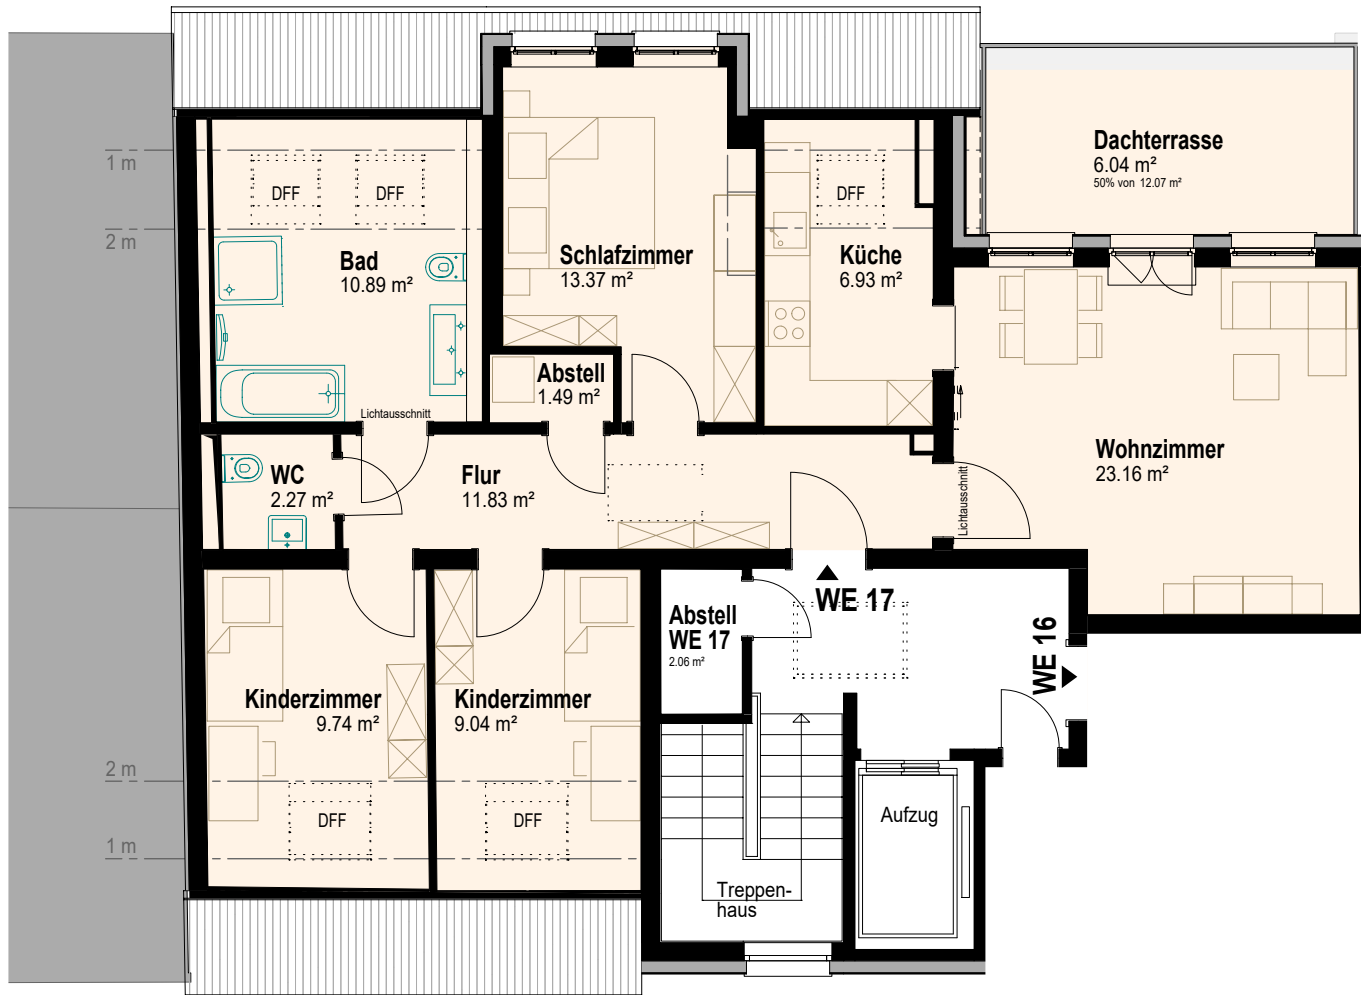 Dachterrasse
6.04 m²
50% von 12.07 m²
1 m
2 m
DFF
DFF
DFF
Bad
10.89 m²
Schlafzimmer
13.37 m²
Küche
6.93 m²
Abstell
1.49 m²
Lichtausschnitt
Wohnzimmer
23.16 m²
WC
2.27 m²
Flur
11.83 m²
Lichtausschnitt
WE 17
Abstell
WE 17
2.06 m²
WE 16
Kinderzimmer
9.74 m²
Kinderzimmer
9.04 m²
2 m
1 m
DFF
DFF
Aufzug
Treppen-
haus